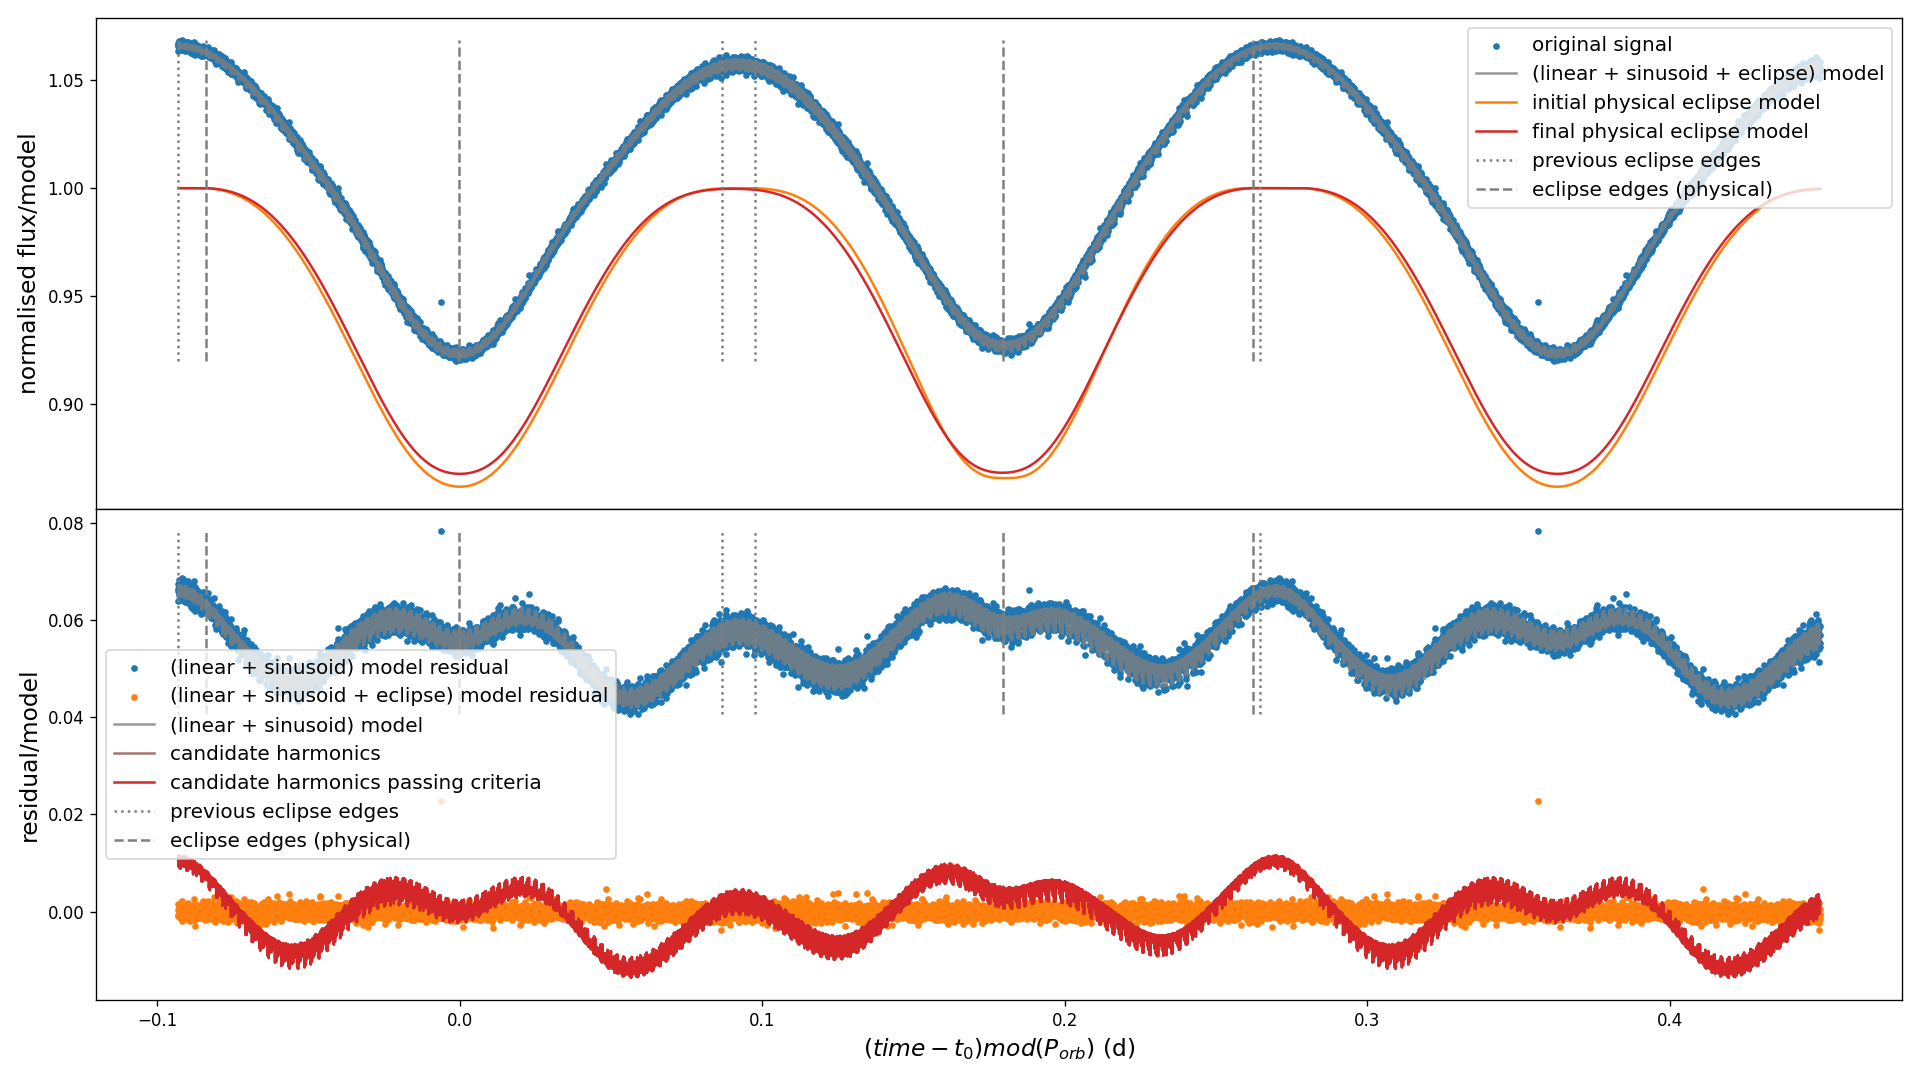 normalised flux/model
1.05
1.00
0.95
0.90
original signal
(linear + sinusoid + eclipse) model
initial physical eclipse model
final physical eclipse model
previous eclipse edges
eclipse edges (physical)
residual/model
0.08
0.06
0.04
0.02
0.00
(linear + sinusoid) model residual
(linear + sinusoid + eclipse) model residual
(linear + sinusoid) model
candidate harmonics
candidate harmonics passing criteria
previous eclipse edges
eclipse edges (physical)
−0.1 0.0 0.1 0.2 0.3 0.4
(time − t₀)mod(P_orb) (d)